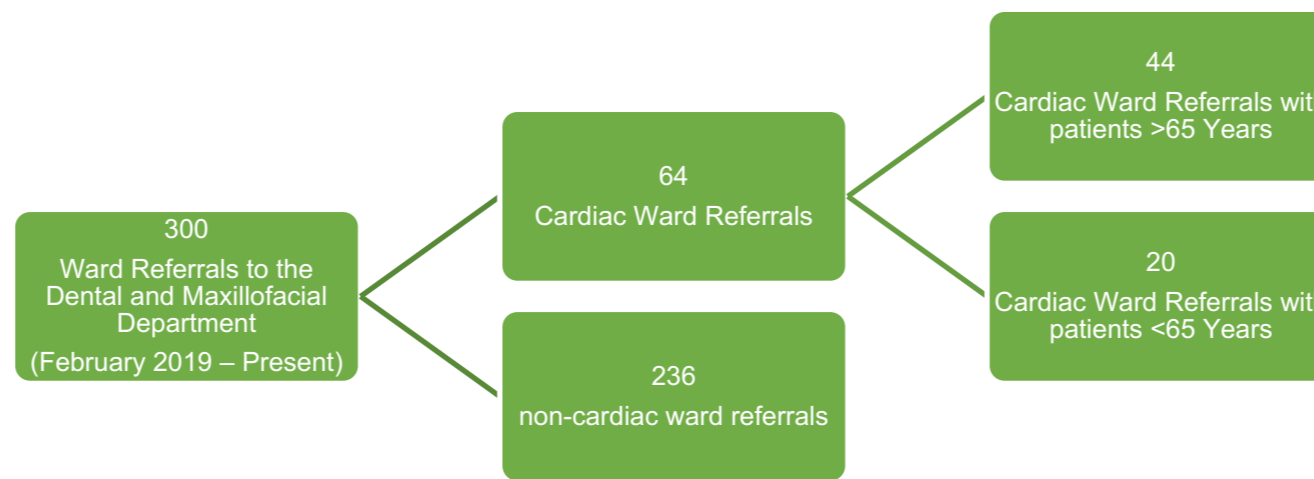 300
Ward Referrals to the
Dental and Maxillofacial
Department
(February 2019 – Present)
64
Cardiac Ward Referrals
236
non-cardiac ward referrals
44
Cardiac Ward Referrals wit
patients >65 Years
20
Cardiac Ward Referrals wit
patients <65 Years